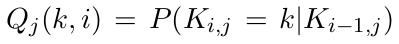 Q_j(k, i) = P(K_{i,j} = k|K_{i−1,j})